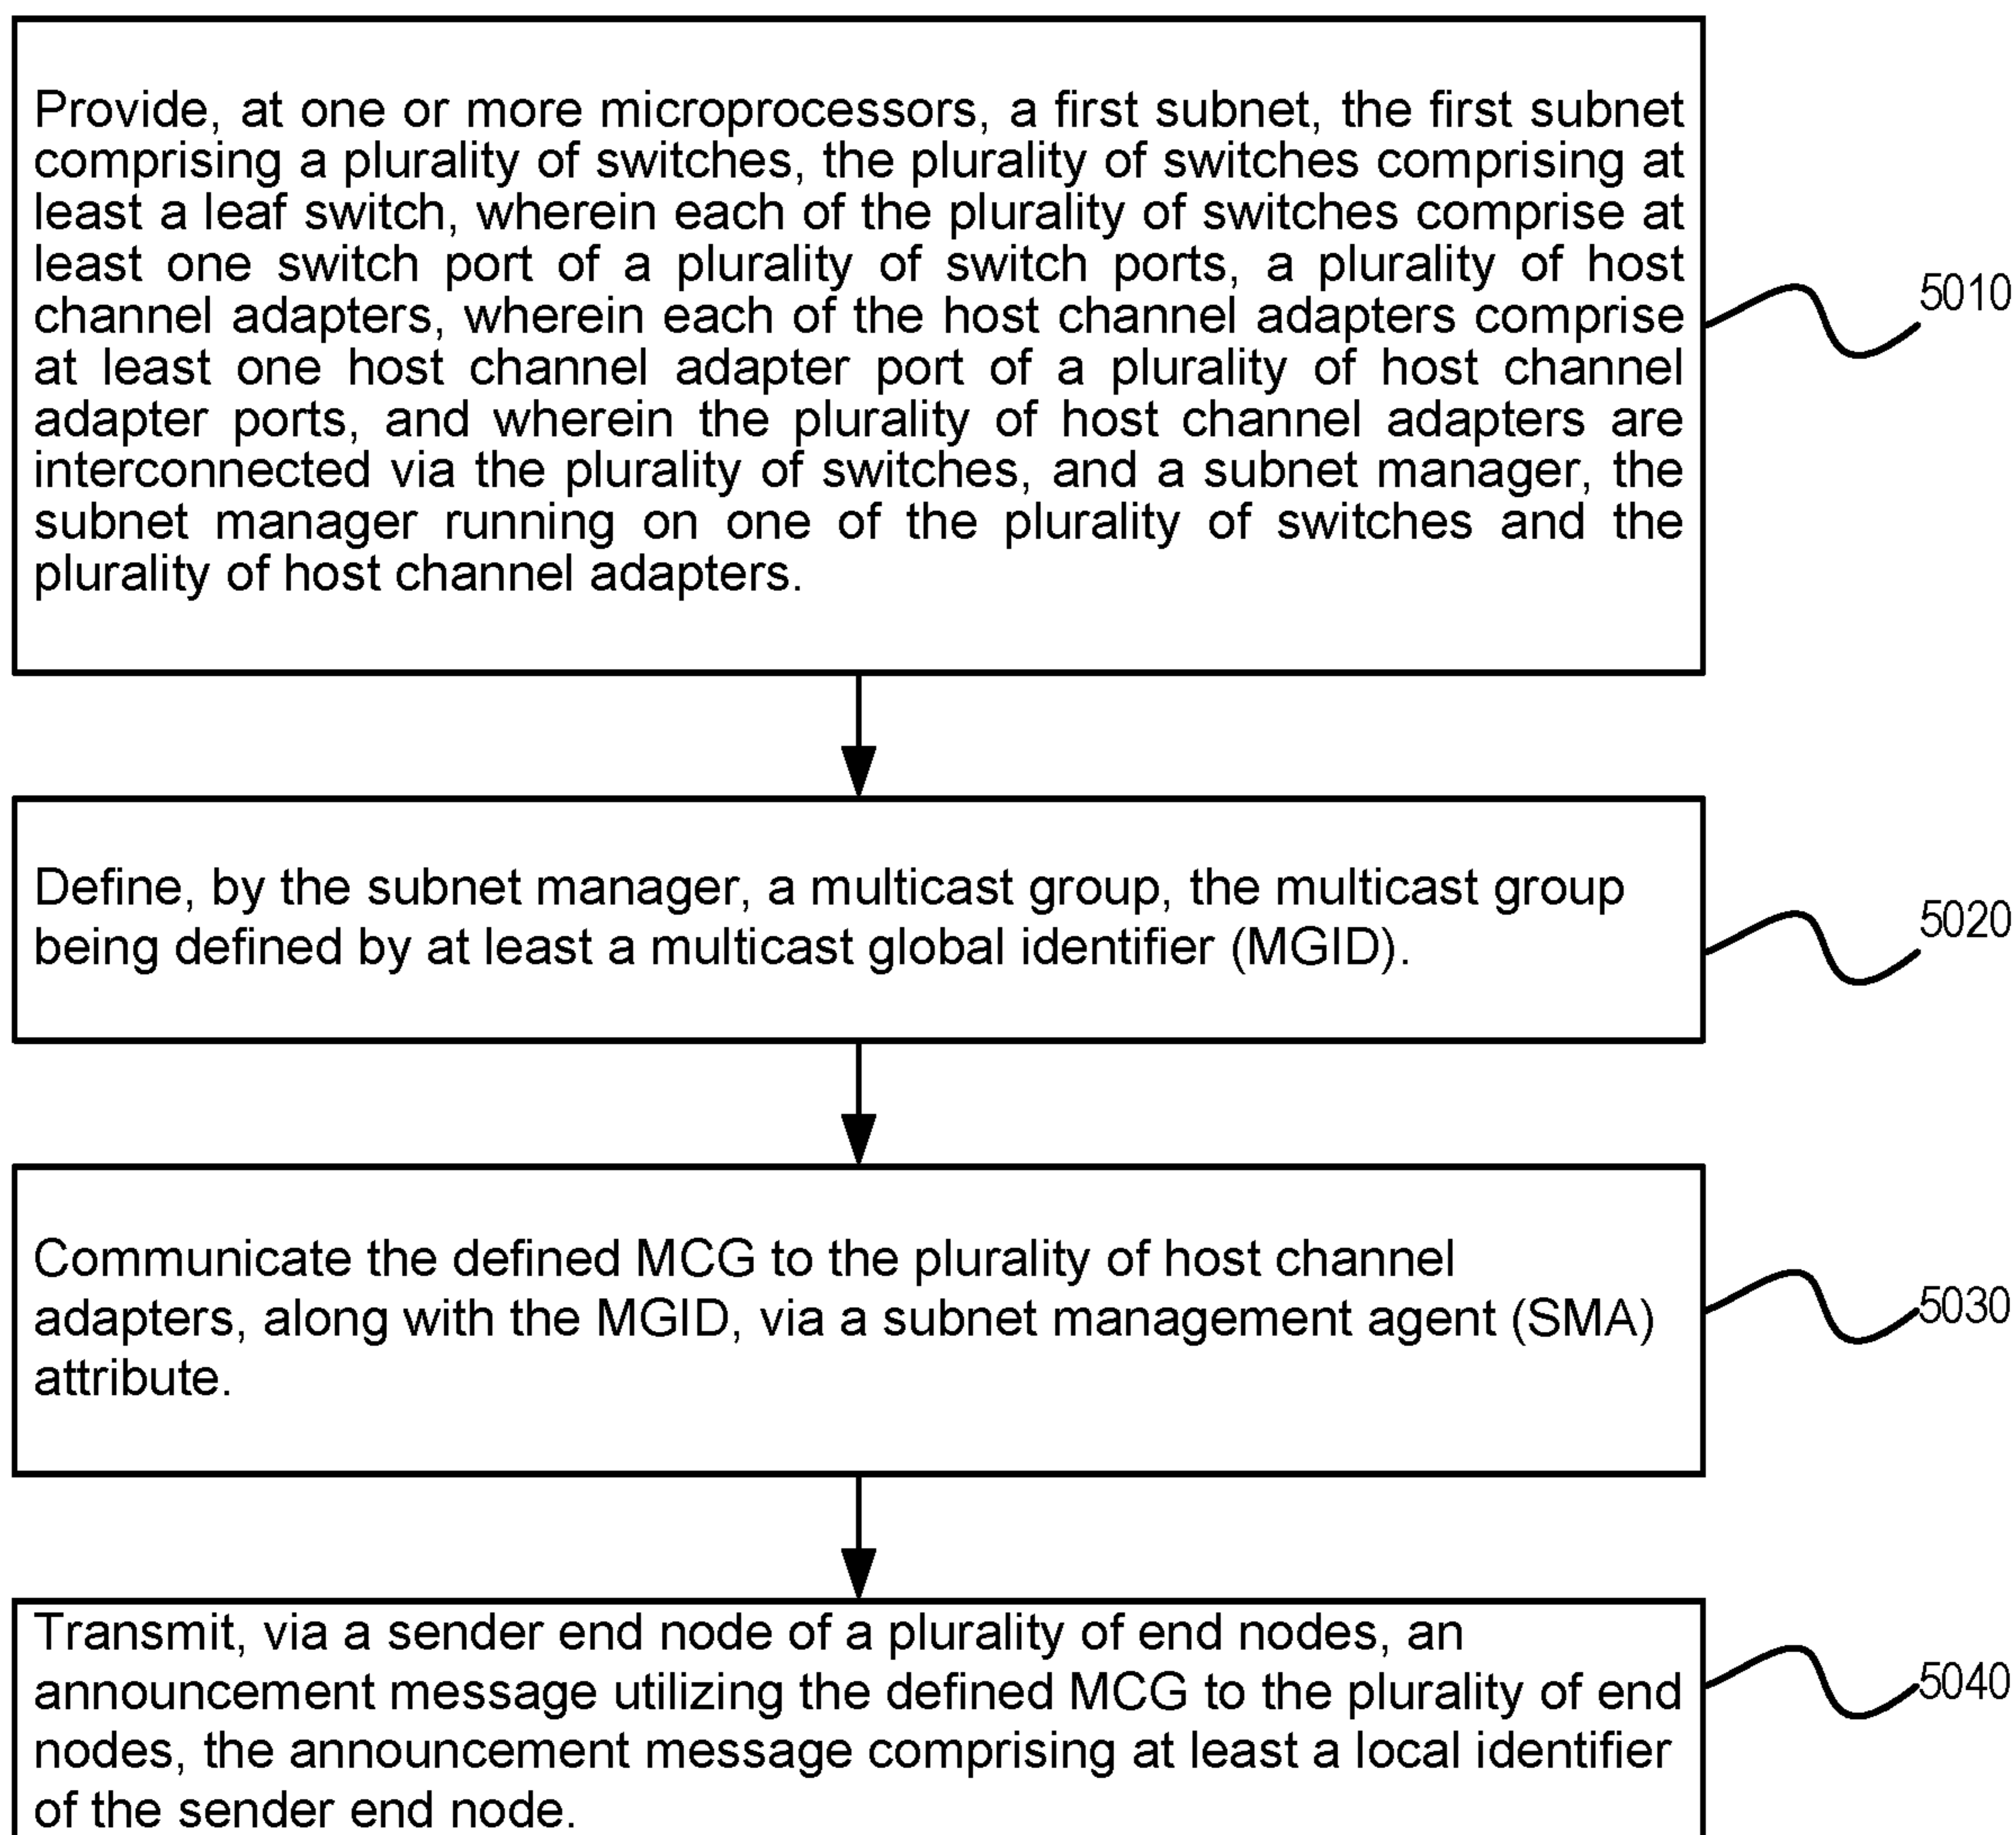 Provide, at one or more microprocessors, a first subnet, the first subnet
comprising a plurality of switches, the plurality of switches comprising at
least a leaf switch, wherein each of the plurality of switches comprise at
least one switch port of a plurality of switch ports, a plurality of host
channel adapters, wherein each of the host channel adapters comprise
at least one host channel adapter port of a plurality of host channel
adapter ports, and wherein the plurality of host channel adapters are
interconnected via the plurality of switches, and a subnet manager, the
subnet manager running on one of the plurality of switches and the
plurality of host channel adapters.
5010
Define, by the subnet manager, a multicast group, the multicast group
being defined by at least a multicast global identifier (MGID).
5020
Communicate the defined MCG to the plurality of host channel
adapters, along with the MGID, via a subnet management agent (SMA)
attribute.
5030
Transmit, via a sender end node of a plurality of end nodes, an
announcement message utilizing the defined MCG to the plurality of end
nodes, the announcement message comprising at least a local identifier
of the sender end node.
5040